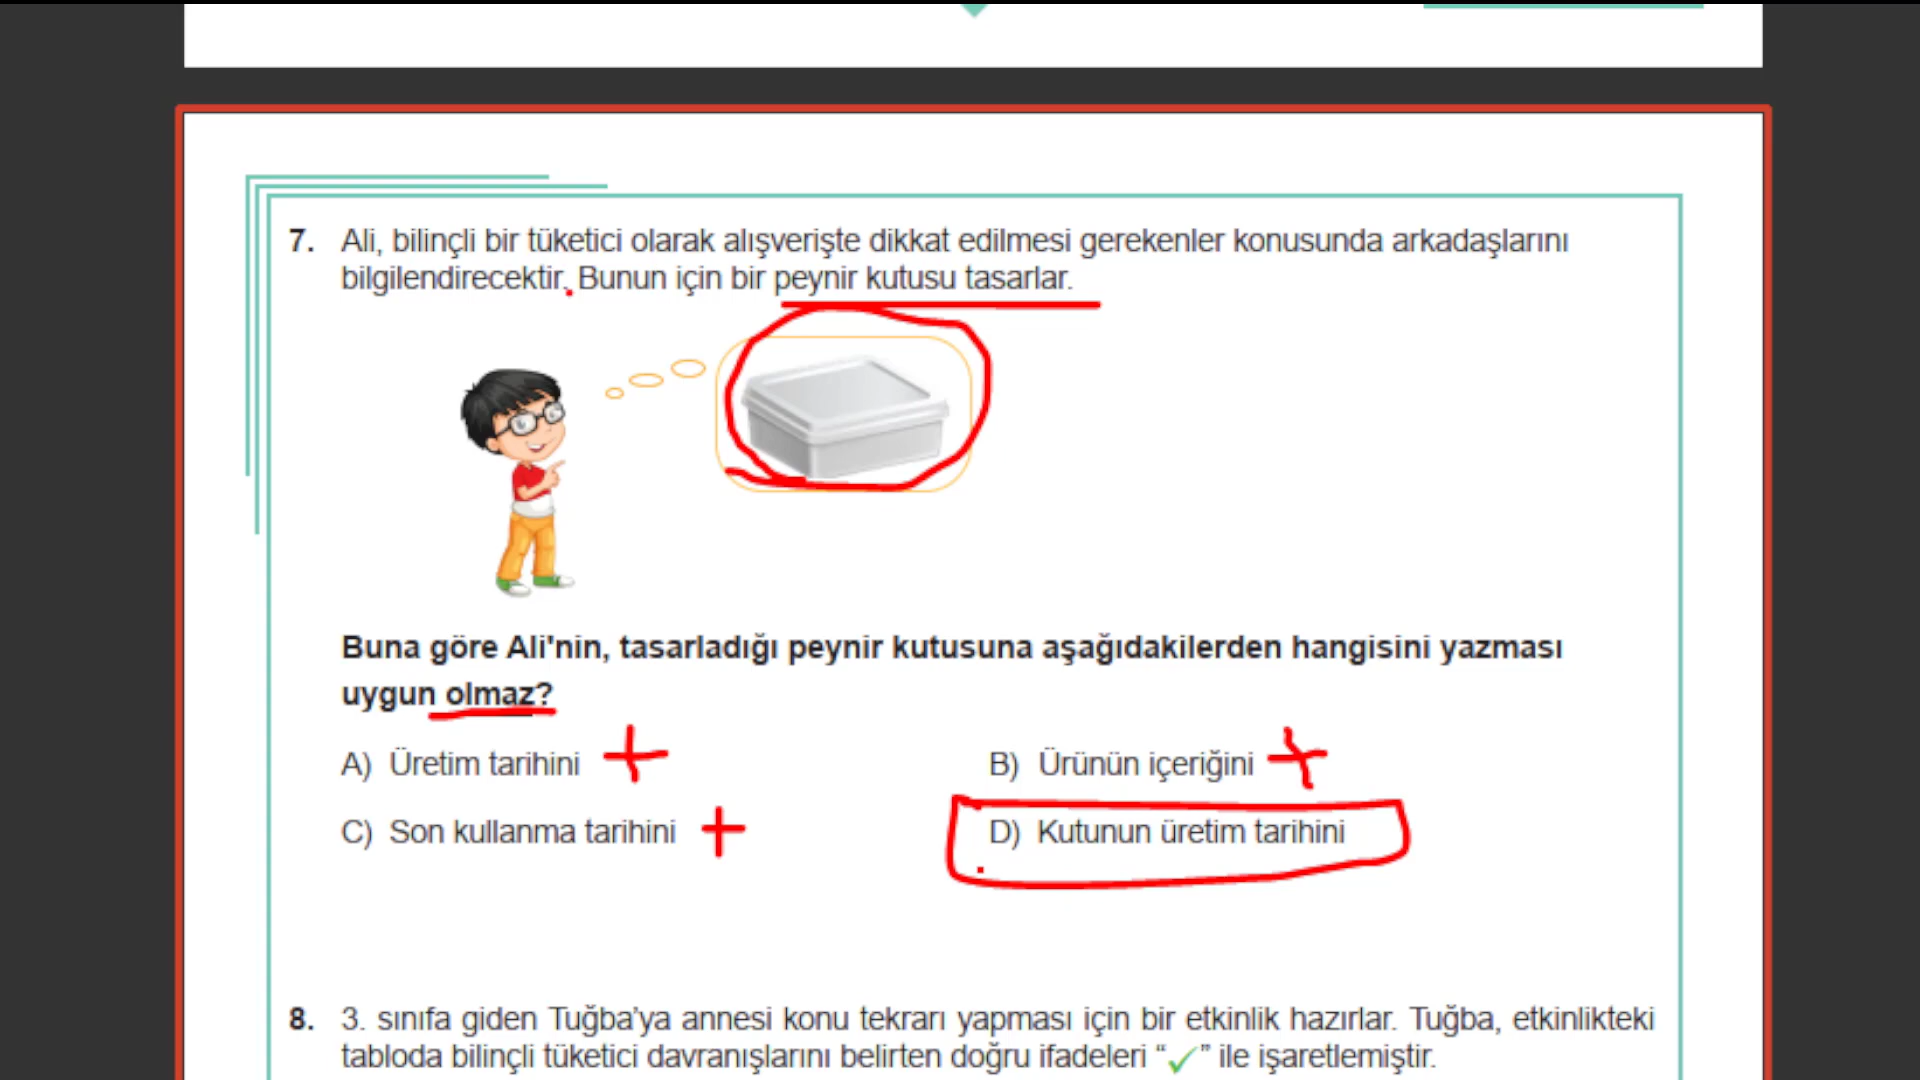 7. Ali, bilinçli bir tüketici olarak alışverişte dikkat edilmesi gerekenler konusunda arkadaşlarını
bilgilendirecektir. Bunun için bir peynir kutusu tasarlar.
Buna göre Ali'nin, tasarladığı peynir kutusuna aşağıdakilerden hangisini yazması
uygun olmaz?
A) Üretim tarihini +
B) Ürünün içeriğini +
C) Son kullanma tarihini +
D) Kutunun üretim tarihini
8. 3. sınıfa giden Tuğba'ya annesi konu tekrarı yapması için bir etkinlik hazırlar. Tuğba, etkinlikteki
tabloda bilinçli tüketici davranışlarını belirten doğru ifadeleri “✓” ile işaretlemiştir.